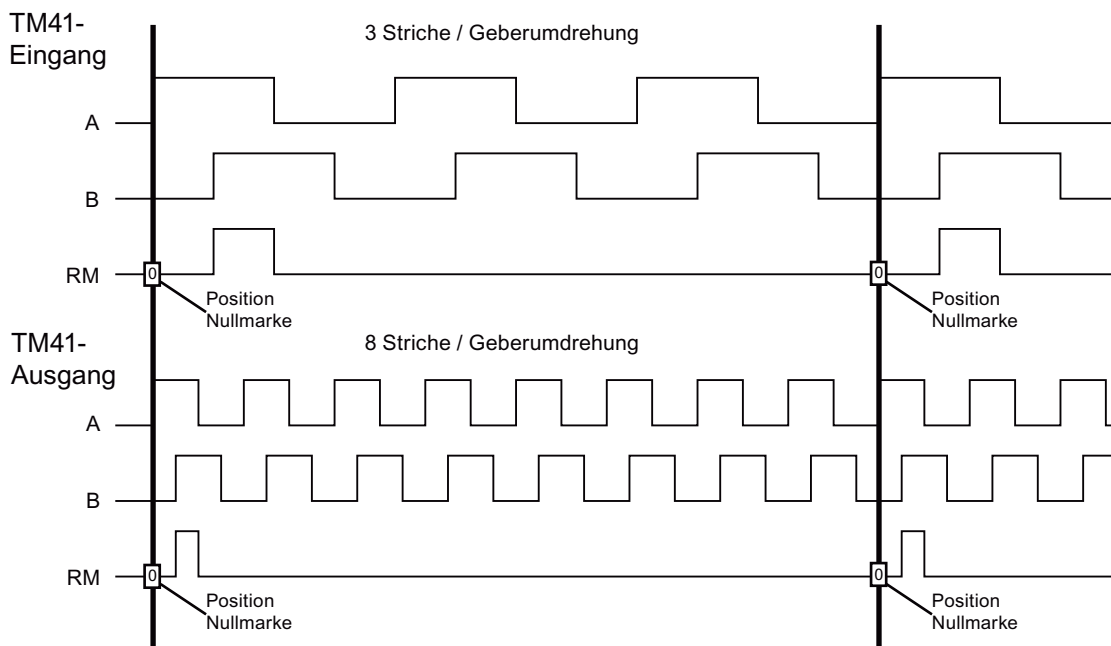 TM41-
Eingang
3 Striche / Geberumdrehung
A
B
RM
0
0
Position
Nullmarke
Position
Nullmarke
TM41-
Ausgang
8 Striche / Geberumdrehung
A
B
RM
0
0
Position
Nullmarke
Position
Nullmarke